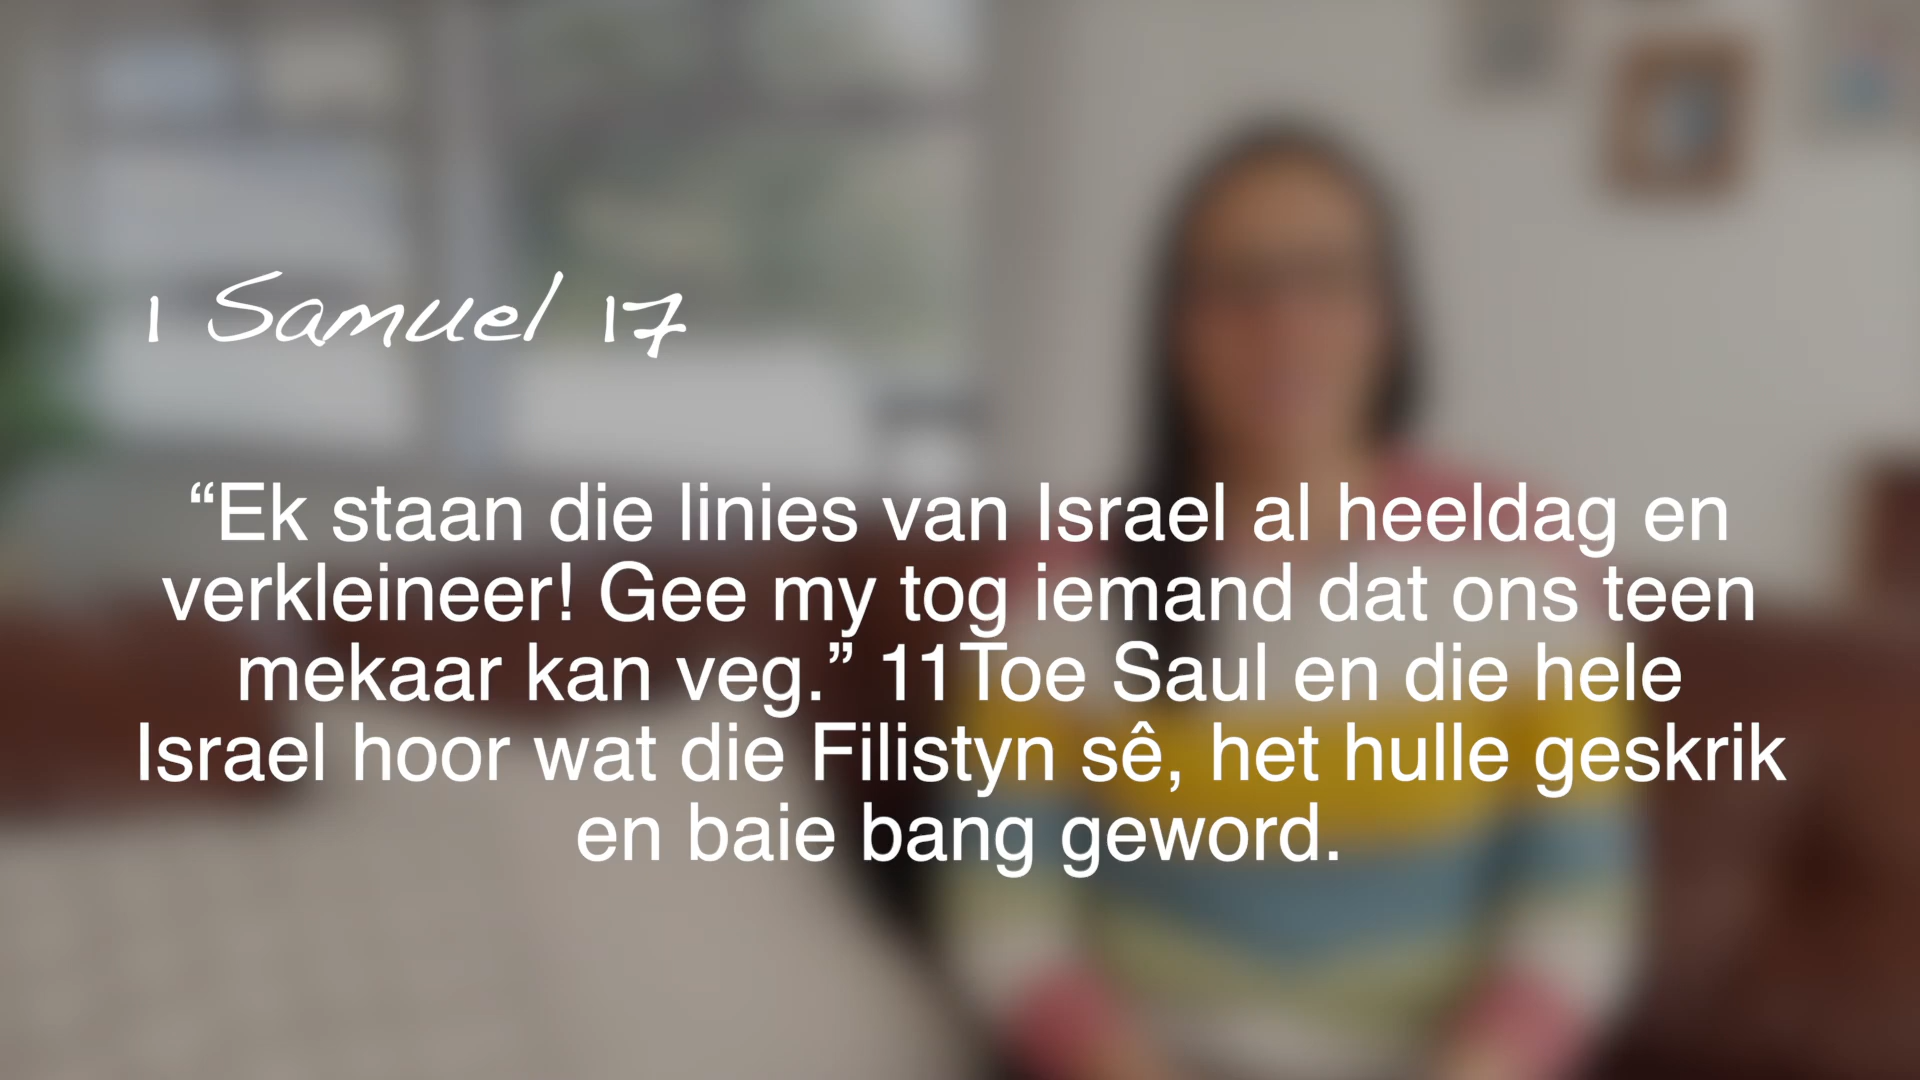 1 Samuel 17
“Ek staan die linies van Israel al heeldag en
verkleineer! Gee my tog iemand dat ons teen
mekaar kan veg.” 11Toe Saul en die hele
Israel hoor wat die Filistyn sê, het hulle geskrik
en baie bang geword.